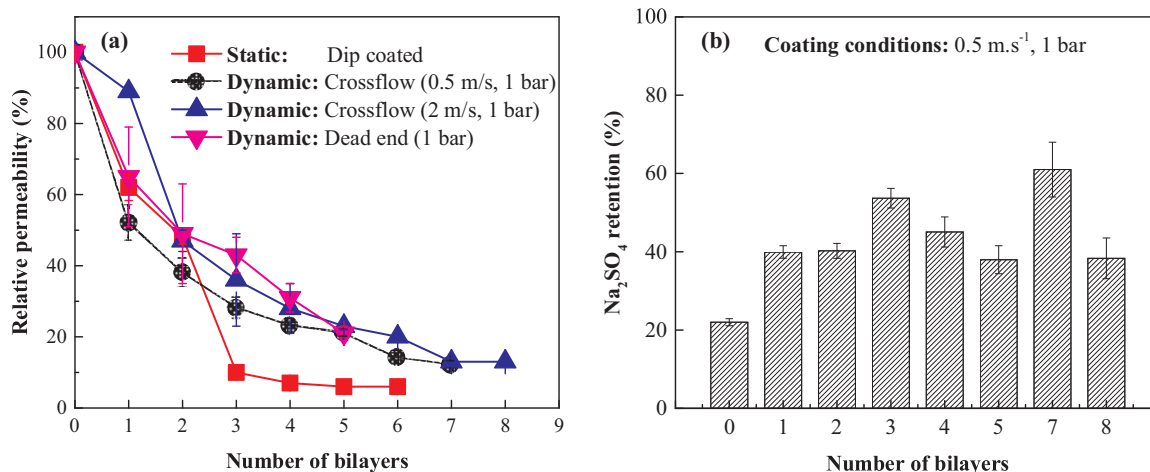 (a)
Static: Dip coated
Dynamic: Crossflow (0.5 m/s, 1 bar)
Dynamic: Crossflow (2 m/s, 1 bar)
Dynamic: Dead end (1 bar)
Relative permeability (%)
100
80
60
40
20
0
0 1 2 3 4 5 6 7 8 9
Number of bilayers
(b) Coating conditions: 0.5 m.s⁻¹, 1 bar
Na₂SO₄ retention (%)
100
80
60
40
20
0
0 1 2 3 4 5 7 8
Number of bilayers